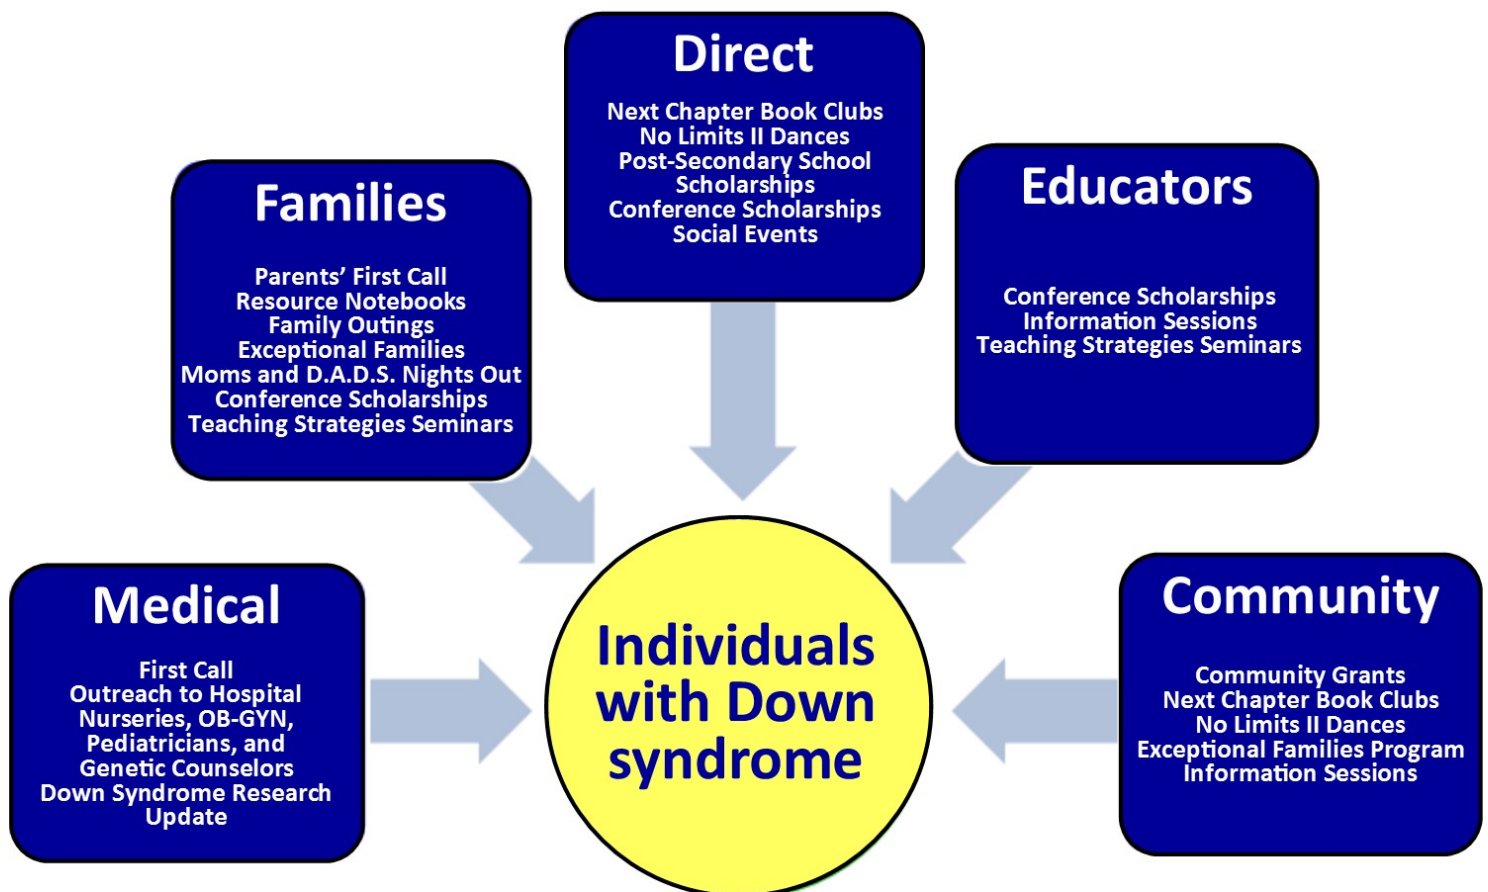 Direct
Next Chapter Book Clubs
No Limits II Dances
Post-Secondary School
Scholarships
Conference Scholarships
Social Events
Families
Parents’ First Call
Resource Notebooks
Family Outings
Exceptional Families
Moms and D.A.D.S. Nights Out
Conference Scholarships
Teaching Strategies Seminars
Educators
Conference Scholarships
Information Sessions
Teaching Strategies Seminars
Medical
First Call
Outreach to Hospital
Nurseries, OB-GYN,
Pediatricians, and
Genetic Counselors
Down Syndrome Research
Update
Individuals
with Down
syndrome
Community
Community Grants
Next Chapter Book Clubs
No Limits II Dances
Exceptional Families Program
Information Sessions